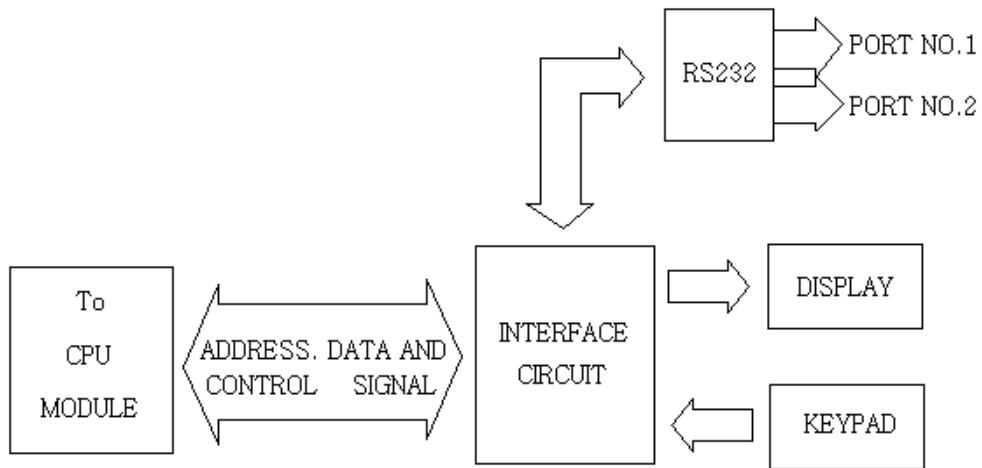 RS232
PORT NO.1
PORT NO.2
To
CPU
MODULE
ADDRESS. DATA AND
CONTROL SIGNAL
INTERFACE
CIRCUIT
DISPLAY
KEYPAD